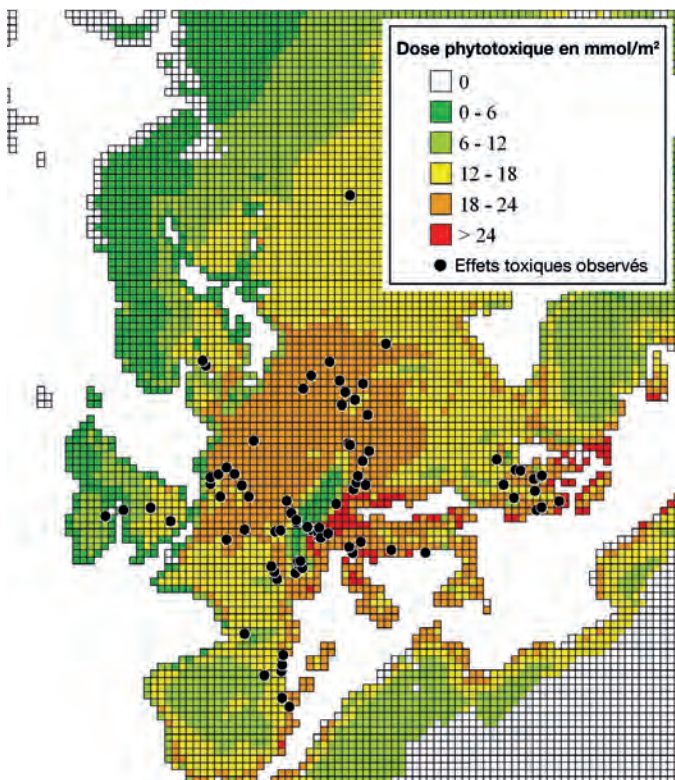 Dose phytotoxique en mmol/m²
0
0 - 6
6 - 12
12 - 18
18 - 24
> 24
Effets toxiques observés